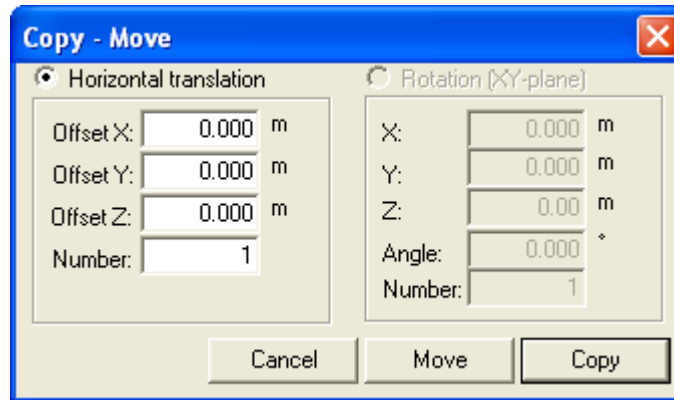 Copy - Move
Horizontal translation
Offset X: 0.000 m
Offset Y: 0.000 m
Offset Z: 0.000 m
Number: 1
Rotation (XY-plane)
X: 0.000 m
Y: 0.000 m
Z: 0.00 m
Angle: 0.000 °
Number: 1
Cancel Move Copy